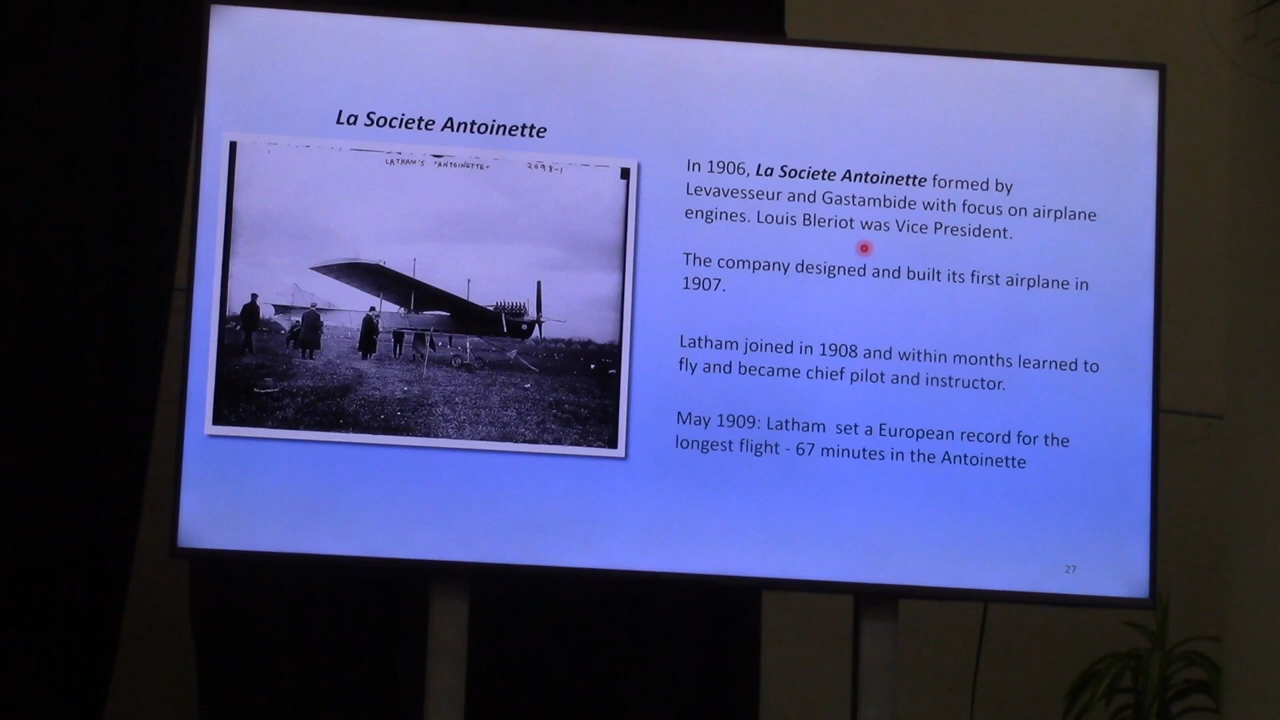 La Societe Antoinette
LATHAM'S "ANTOINETTE" 2093-1
In 1906, La Societe Antoinette formed by
Levavesseur and Gastambide with focus on airplane
engines. Louis Bleriot was Vice President.
The company designed and built its first airplane in
1907.
Latham joined in 1908 and within months learned to
fly and became chief pilot and instructor.
May 1909: Latham set a European record for the
longest flight - 67 minutes in the Antoinette
27